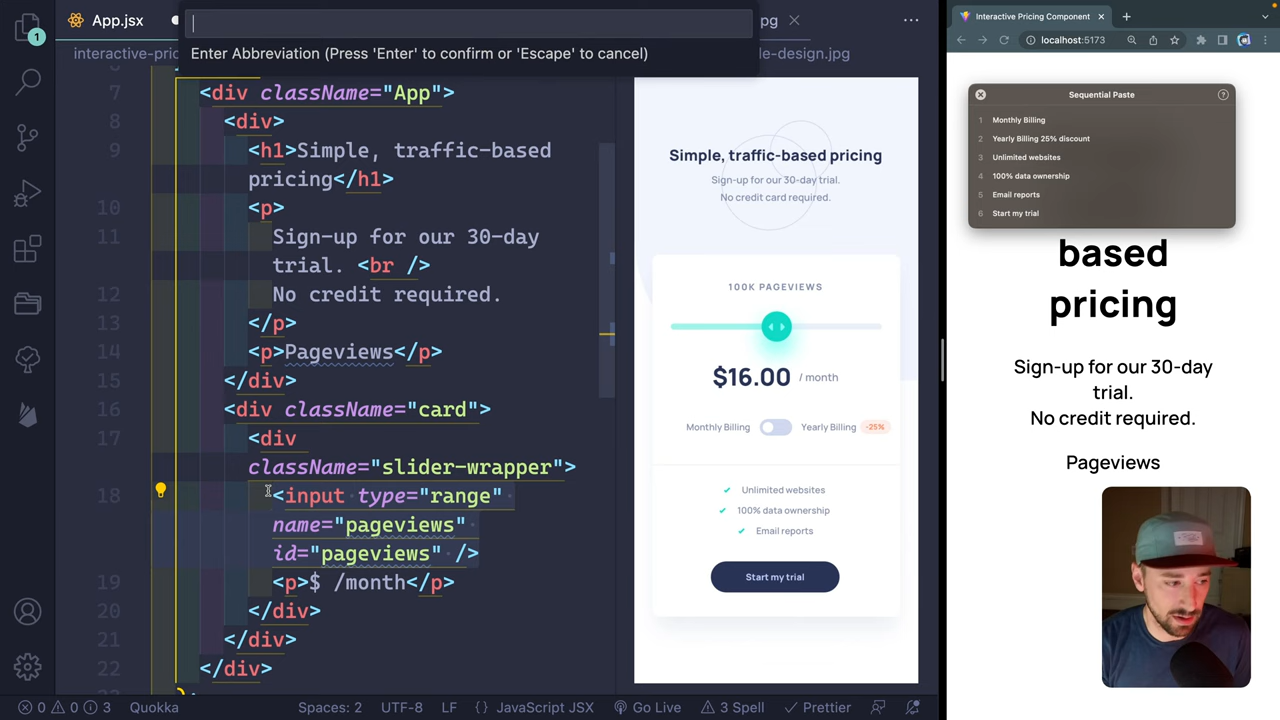 App.jsx
pg
Enter Abbreviation (Press 'Enter' to confirm or 'Escape' to cancel)
interactive-pric
le-design.jpg
7 <div className="App">
8 <div>
9 <h1>Simple, traffic-based
pricing</h1>
10 <p>
11 Sign-up for our 30-day
trial. <br />
12 No credit required.
13 </p>
14 <p>Pageviews</p>
15 </div>
16 <div className="card">
17 <div
className="slider-wrapper">
18 <input type="range"
name="pageviews"
id="pageviews" />
19 <p>$ /month</p>
20 </div>
21 </div>
22 </div>
1
0 0 3 Quokka Spaces: 2 UTF-8 LF {} JavaScript JSX Go Live 3 Spell Prettier
Simple, traffic-based pricing
Sign-up for our 30-day trial.
No credit card required.
100K PAGEVIEWS
$16.00 / month
Monthly Billing Yearly Billing -25%
Unlimited websites
100% data ownership
Email reports
Start my trial
Interactive Pricing Component
localhost:5173
Sequential Paste
1 Monthly Billing
2 Yearly Billing 25% discount
3 Unlimited websites
4 100% data ownership
5 Email reports
6 Start my trial
based
pricing
Sign-up for our 30-day
trial.
No credit required.
Pageviews